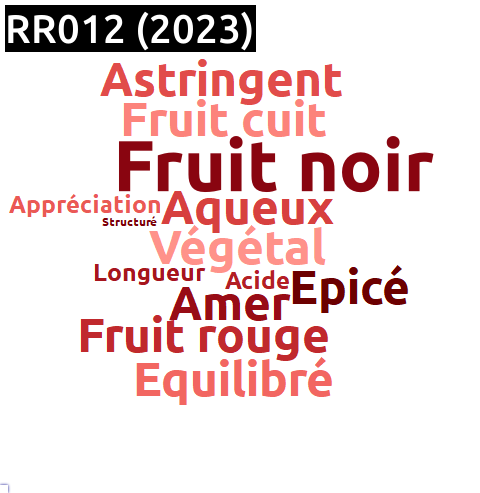 RR012 (2023)
Astringent
Fruit cuit
Fruit noir
Appréciation
Aqueux
Structuré
Végétal
Longueur
Acide
Epicé
Amer
Fruit rouge
Equilibré